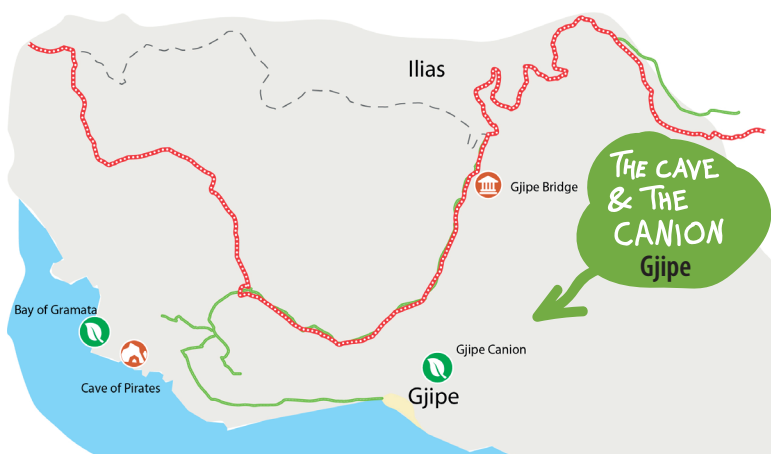 Ilias
THE CAVE
& THE
CANION
Gjipe
Gjipe Bridge
Bay of Gramata
Cave of Pirates
Gjipe Canion
Gjipe